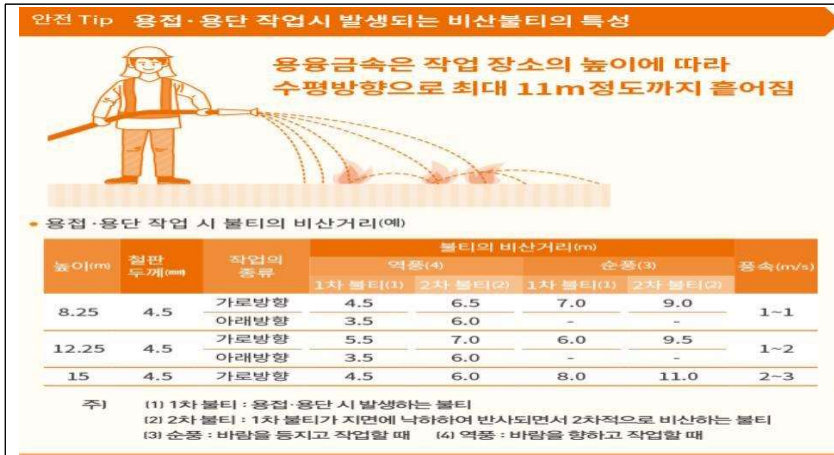 안전 Tip 용접·용단 작업시 발생되는 비산불티의 특성
용융금속은 작업 장소의 높이에 따라
수평방향으로 최대 11m정도까지 흩어짐
• 용접·용단 작업 시 불티의 비산거리(예)
높이(m) 철판 두께(mm) 작업의 종류 불티의 비산거리(m) 풍속(m/s)
역풍(4) 순풍(3)
1차 불티(1) 2차 불티(2) 1차 불티(1) 2차 불티(2)
8.25 4.5 가로방향 4.5 6.5 7.0 9.0 1~1
아래방향 3.5 6.0 - -
12.25 4.5 가로방향 5.5 7.0 6.0 9.5 1~2
아래방향 3.5 6.0 - -
15 4.5 가로방향 4.5 6.0 8.0 11.0 2~3
주) (1) 1차 불티 : 용접·용단 시 발생하는 불티
(2) 2차 불티 : 1차 불티가 지면에 낙하하여 반사되면서 2차적으로 비산하는 불티
(3) 순풍 : 바람을 등지고 작업할 때 (4) 역풍 : 바람을 향하고 작업할 때